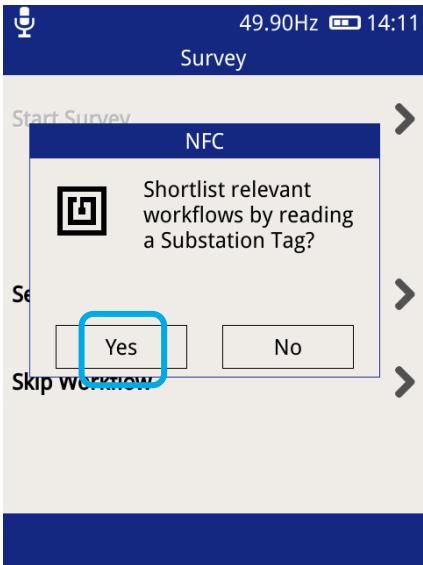 49.90Hz 14:11
Survey
Start Survey
NFC
Shortlist relevant
workflows by reading
a Substation Tag?
Se
Yes No
Skip Workflow